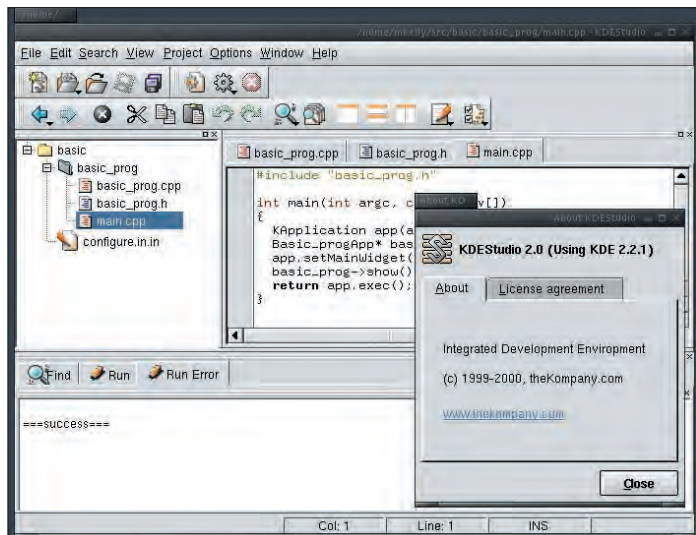 /home/
/home/mkelly/src/basic/basic_prog/main.cpp - KDEStudio
File Edit Search View Project Options Window Help
basic
basic_prog
basic_prog.cpp
basic_prog.h
main.cpp
configure.in.in
basic_prog.cpp basic_prog.h main.cpp
#include "basic_prog.h"
int main(int argc, c v[])
{
KApplication app(a
Basic_progApp* bas
app.setMainWidget(
basic_prog->show()
return app.exec();
}
About KD
About KDEStudio
KDEStudio 2.0 (Using KDE 2.2.1)
About License agreement
Integrated Development Enviropment
(c) 1999-2000, theKompany.com
www.thekompany.com
Close
Find Run Run Error
===success===
Col: 1 Line: 1 INS